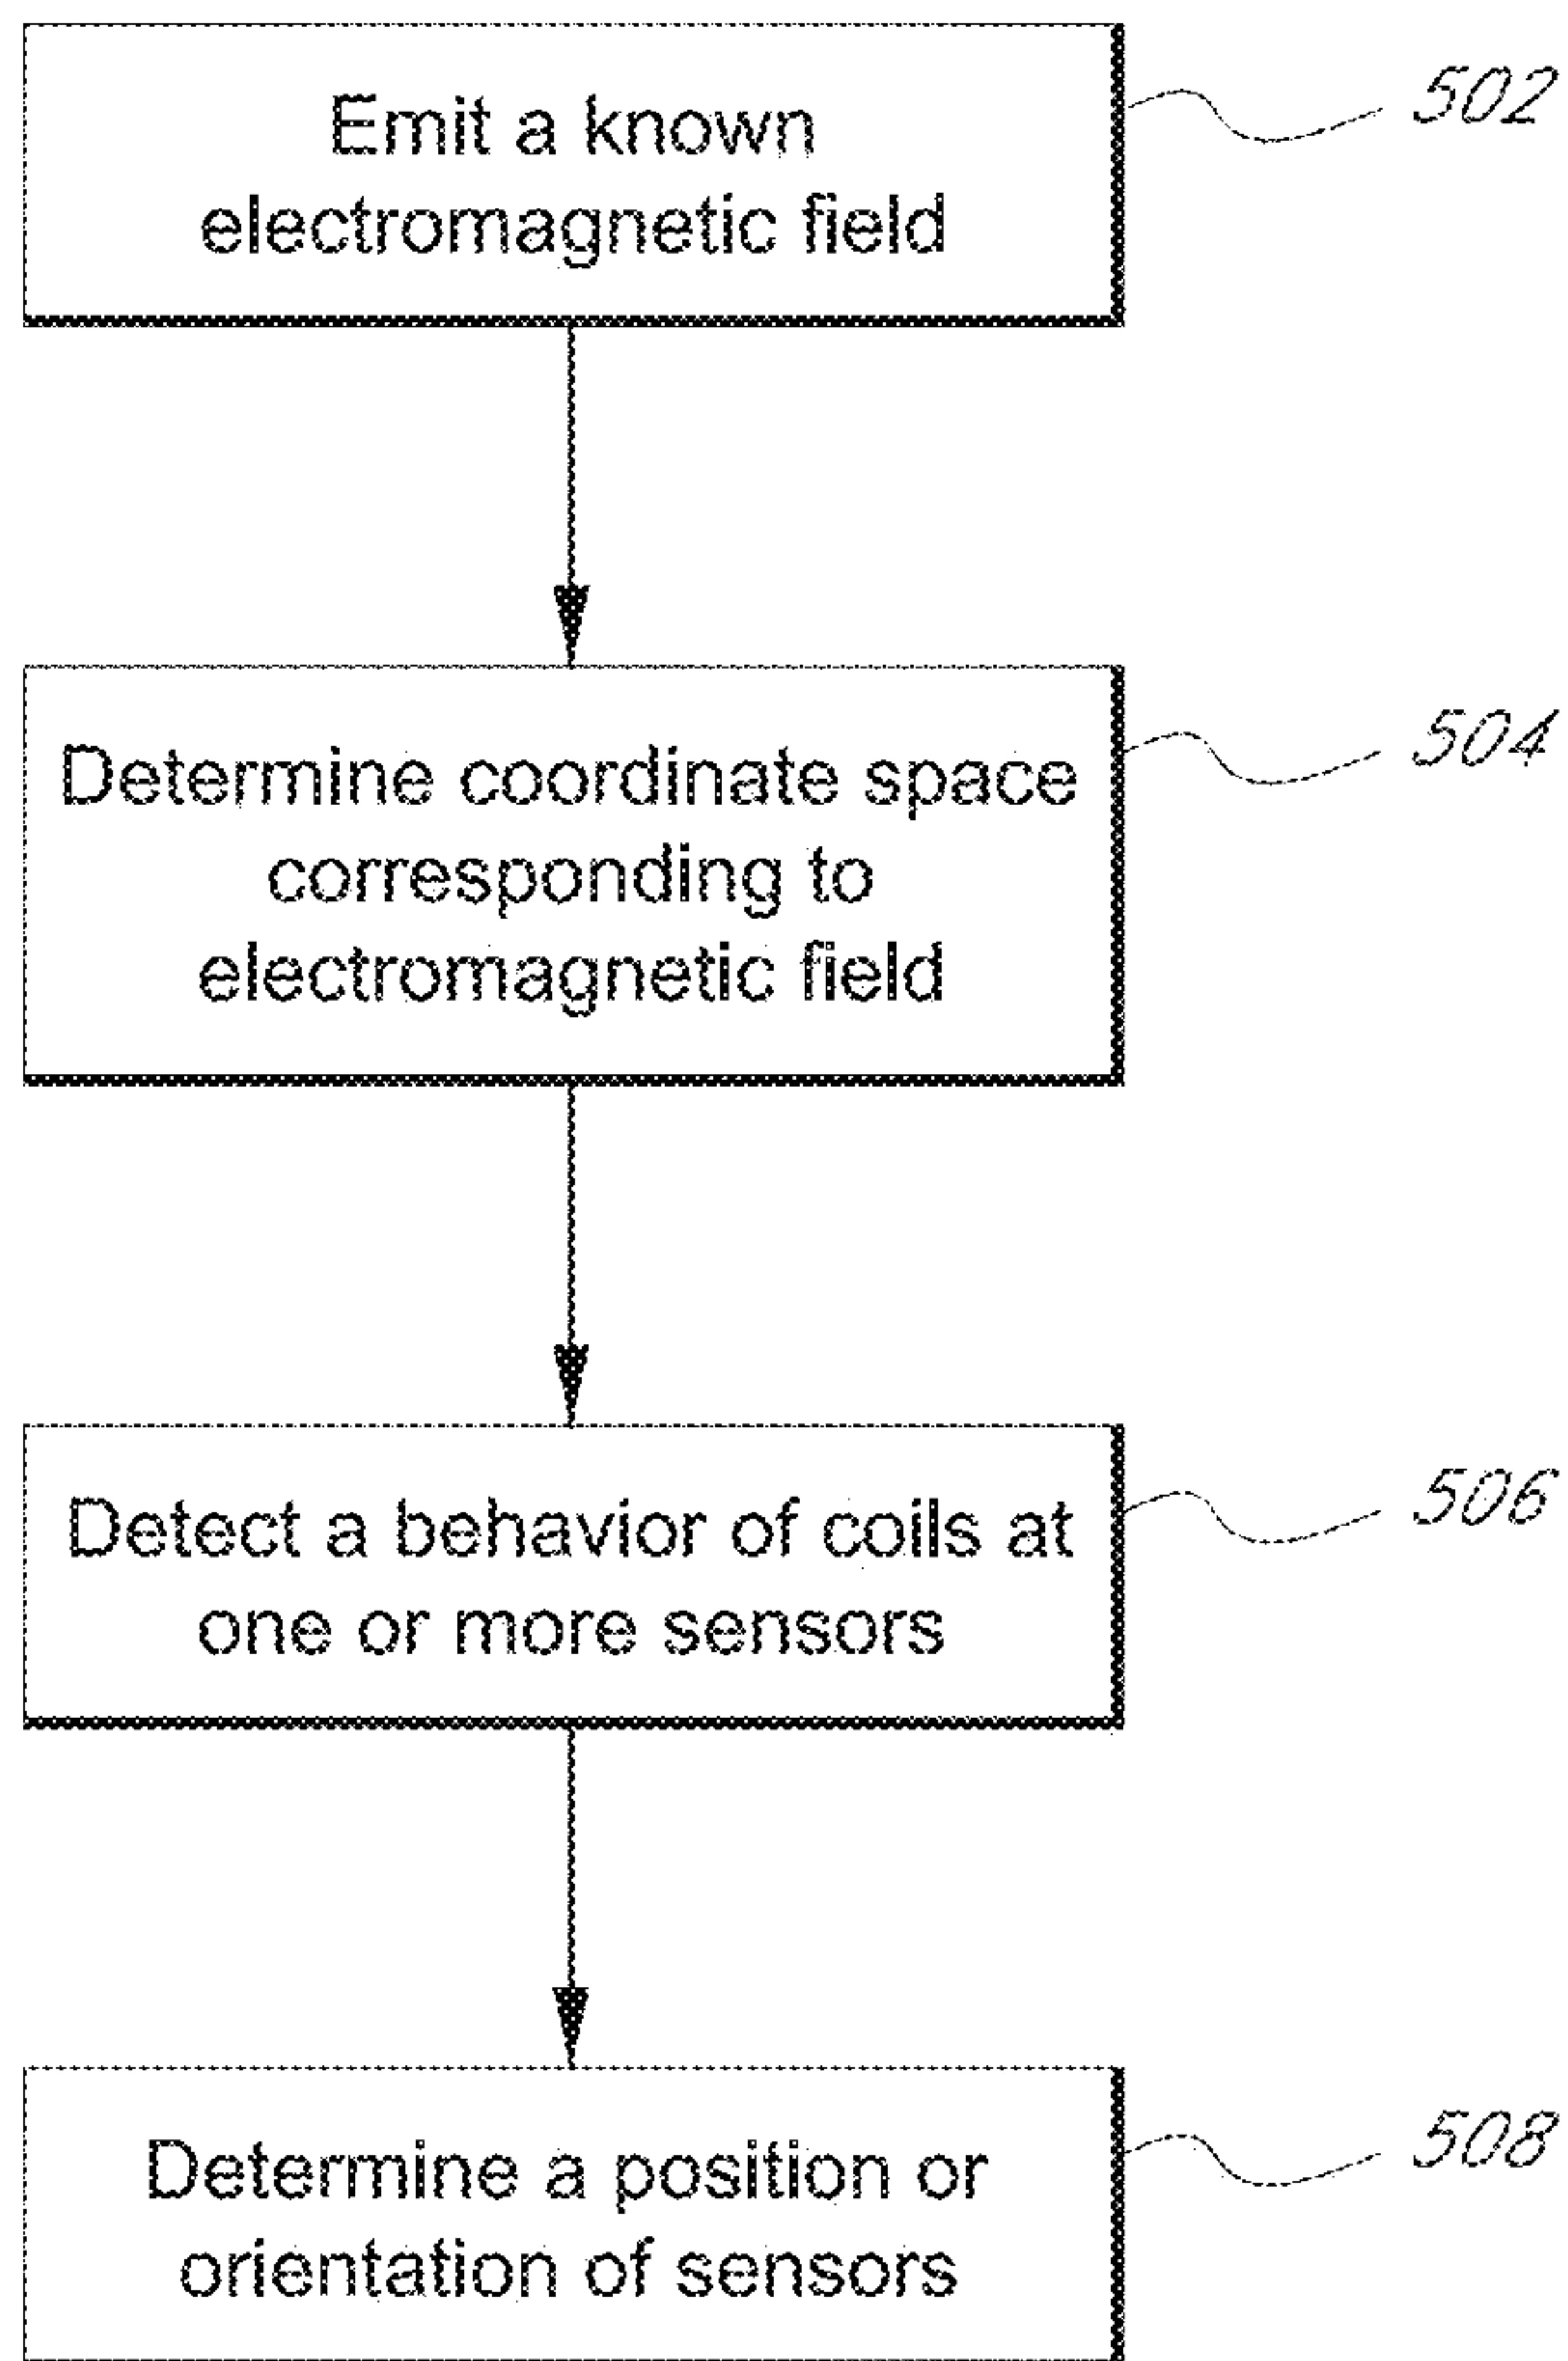 Emit a known
electromagnetic field
502
Determine coordinate space
corresponding to
electromagnetic field
504
Detect a behavior of coils at
one or more sensors
506
Determine a position or
orientation of sensors
508